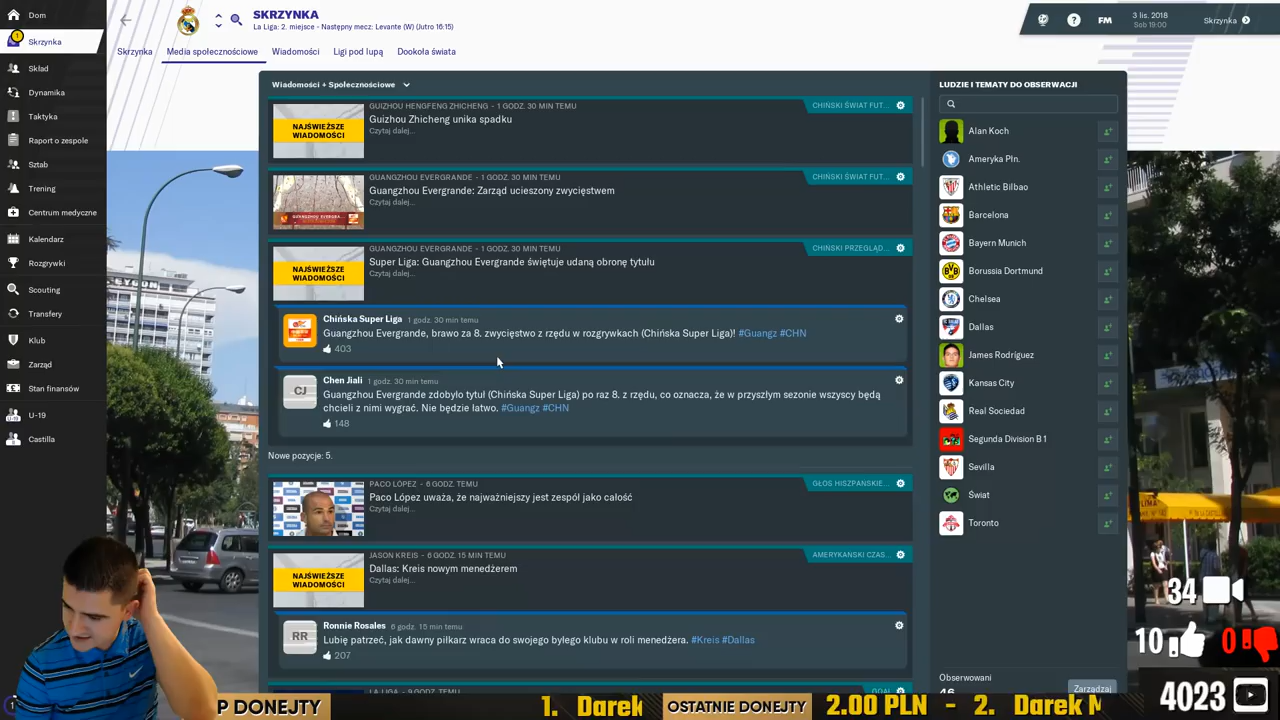 Dom
1
Skrzynka
Skład
Dynamika
Taktyka
Raport o zespole
Sztab
Trening
Centrum medyczne
Kalendarz
Rozgrywki
Scouting
Transfery
Klub
Zarząd
Stan finansów
U-19
Castilla
SKRZYNKA
La Liga: 2. miejsce - Następny mecz: Levante (W) (Jutro 16:15)
Skrzynka
Media społecznościowe
Wiadomości
Ligi pod lupą
Dookoła świata
?
FM
3 lis. 2018
Sob 19:00
Skrzynka
Wiadomości + Społecznościowe
GUIZHOU HENGFENG ZHICHENG - 1 GODZ. 30 MIN TEMU
CHIŃSKI ŚWIAT FUT...
NAJŚWIEŻSZE
WIADOMOŚCI
Guizhou Zhicheng unika spadku
Czytaj dalej...
GUANGZHOU EVERGRANDE - 1 GODZ. 30 MIN TEMU
CHIŃSKI ŚWIAT FUT...
Guangzhou Evergrande: Zarząd ucieszony zwycięstwem
Czytaj dalej...
GUANGZHOU EVERGRANDE - 1 GODZ. 30 MIN TEMU
CHIŃSKI PRZEGLĄD...
NAJŚWIEŻSZE
WIADOMOŚCI
Super Liga: Guangzhou Evergrande świętuje udaną obronę tytułu
Czytaj dalej...
Chińska Super Liga 1 godz. 30 min temu
Guangzhou Evergrande, brawo za 8. zwycięstwo z rzędu w rozgrywkach (Chińska Super Liga)! #Guangz #CHN
403
CJ
Chen Jiali 1 godz. 30 min temu
Guangzhou Evergrande zdobyło tytuł (Chińska Super Liga) po raz 8. z rzędu, co oznacza, że w przyszłym sezonie wszyscy będą
chcieli z nimi wygrać. Nie będzie łatwo. #Guangz #CHN
148
Nowe pozycje: 5.
PACO LÓPEZ - 6 GODZ. TEMU
GŁOS HISZPAŃSKIE...
Paco López uważa, że najważniejszy jest zespół jako całość
Czytaj dalej...
JASON KREIS - 6 GODZ. 15 MIN TEMU
AMERYKAŃSKI CZAS...
NAJŚWIEŻSZE
WIADOMOŚCI
Dallas: Kreis nowym menedżerem
Czytaj dalej...
RR
Ronnie Rosales 6 godz. 15 min temu
Lubię patrzeć, jak dawny piłkarz wraca do swojego byłego klubu w roli menedżera. #Kreis #Dallas
207
LUDZIE I TEMATY DO OBSERWACJI
Alan Koch
Ameryka Płn.
Athletic Bilbao
Barcelona
Bayern Munich
Borussia Dortmund
Chelsea
Dallas
James Rodríguez
Kansas City
Real Sociedad
Segunda Division B1
Sevilla
Świat
Toronto
Obserwowani
Zarządzaj
34
10
0
4023
P DONEJTY
1. Darek
OSTATNIE DONEJTY
2.00 PLN - 2. Darek